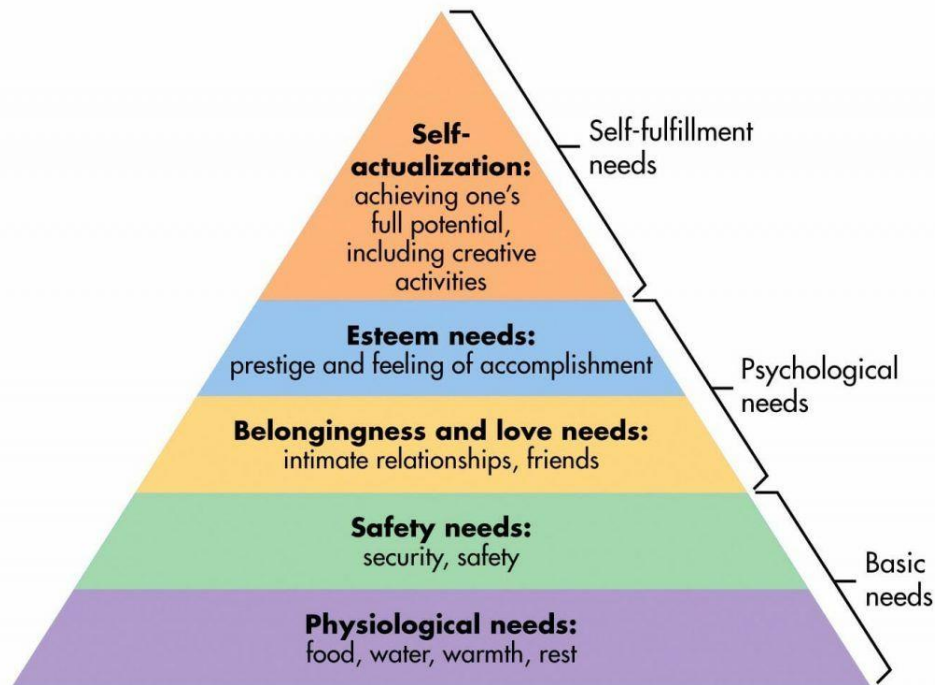 Self-
actualization:
achieving one's
full potential,
including creative
activities
Self-fulfillment
needs
Esteem needs:
prestige and feeling of accomplishment
Psychological
needs
Belongingness and love needs:
intimate relationships, friends
Safety needs:
security, safety
Basic
needs
Physiological needs:
food, water, warmth, rest